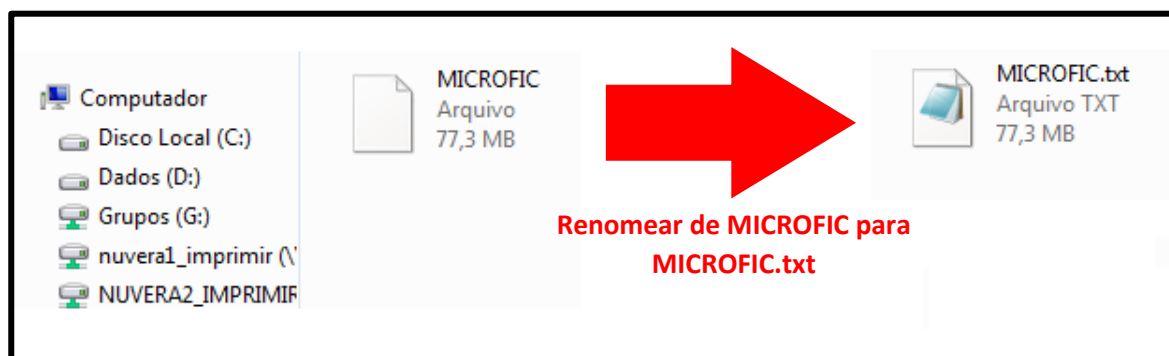 Computador
Disco Local (C:)
Dados (D:)
Grupos (G:)
nuvera1_imprimir (\'
NUVERA2_IMPRIMIR
MICROFIC
Arquivo
77,3 MB
Renomear de MICROFIC para
MICROFIC.txt
MICROFIC.txt
Arquivo TXT
77,3 MB